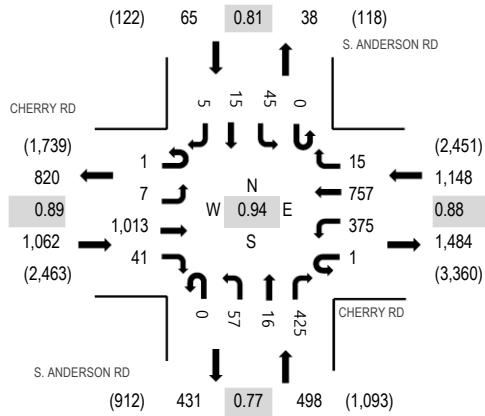 (122) 65 0.81 38 (118)
S. ANDERSON RD
CHERRY RD
5 15 45 0
(1,739)
820
0.89
1,062
(2,463)
1
7
1,013
41
N
W 0.94 E
S
15
757
375
1
(2,451)
1,148
0.88
1,484
(3,360)
0 57 16 425
CHERRY RD
S. ANDERSON RD
(912) 431 0.77 498 (1,093)